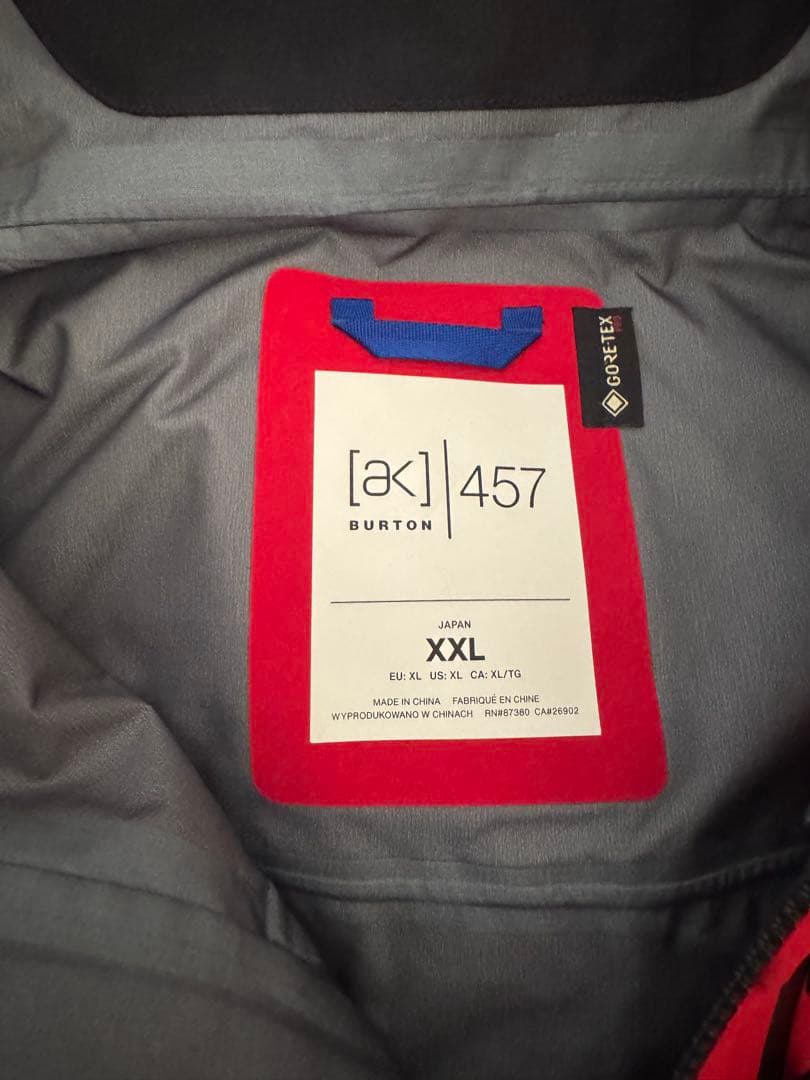 GORE-TEX
PRO
[ak] 457
BURTON
JAPAN
XXL
EU: XL US: XL CA: XL/TG
MADE IN CHINA FABRIQUÉ EN CHINE
WYPRODUKOWANO W CHINACH RN#87380 CA#26902